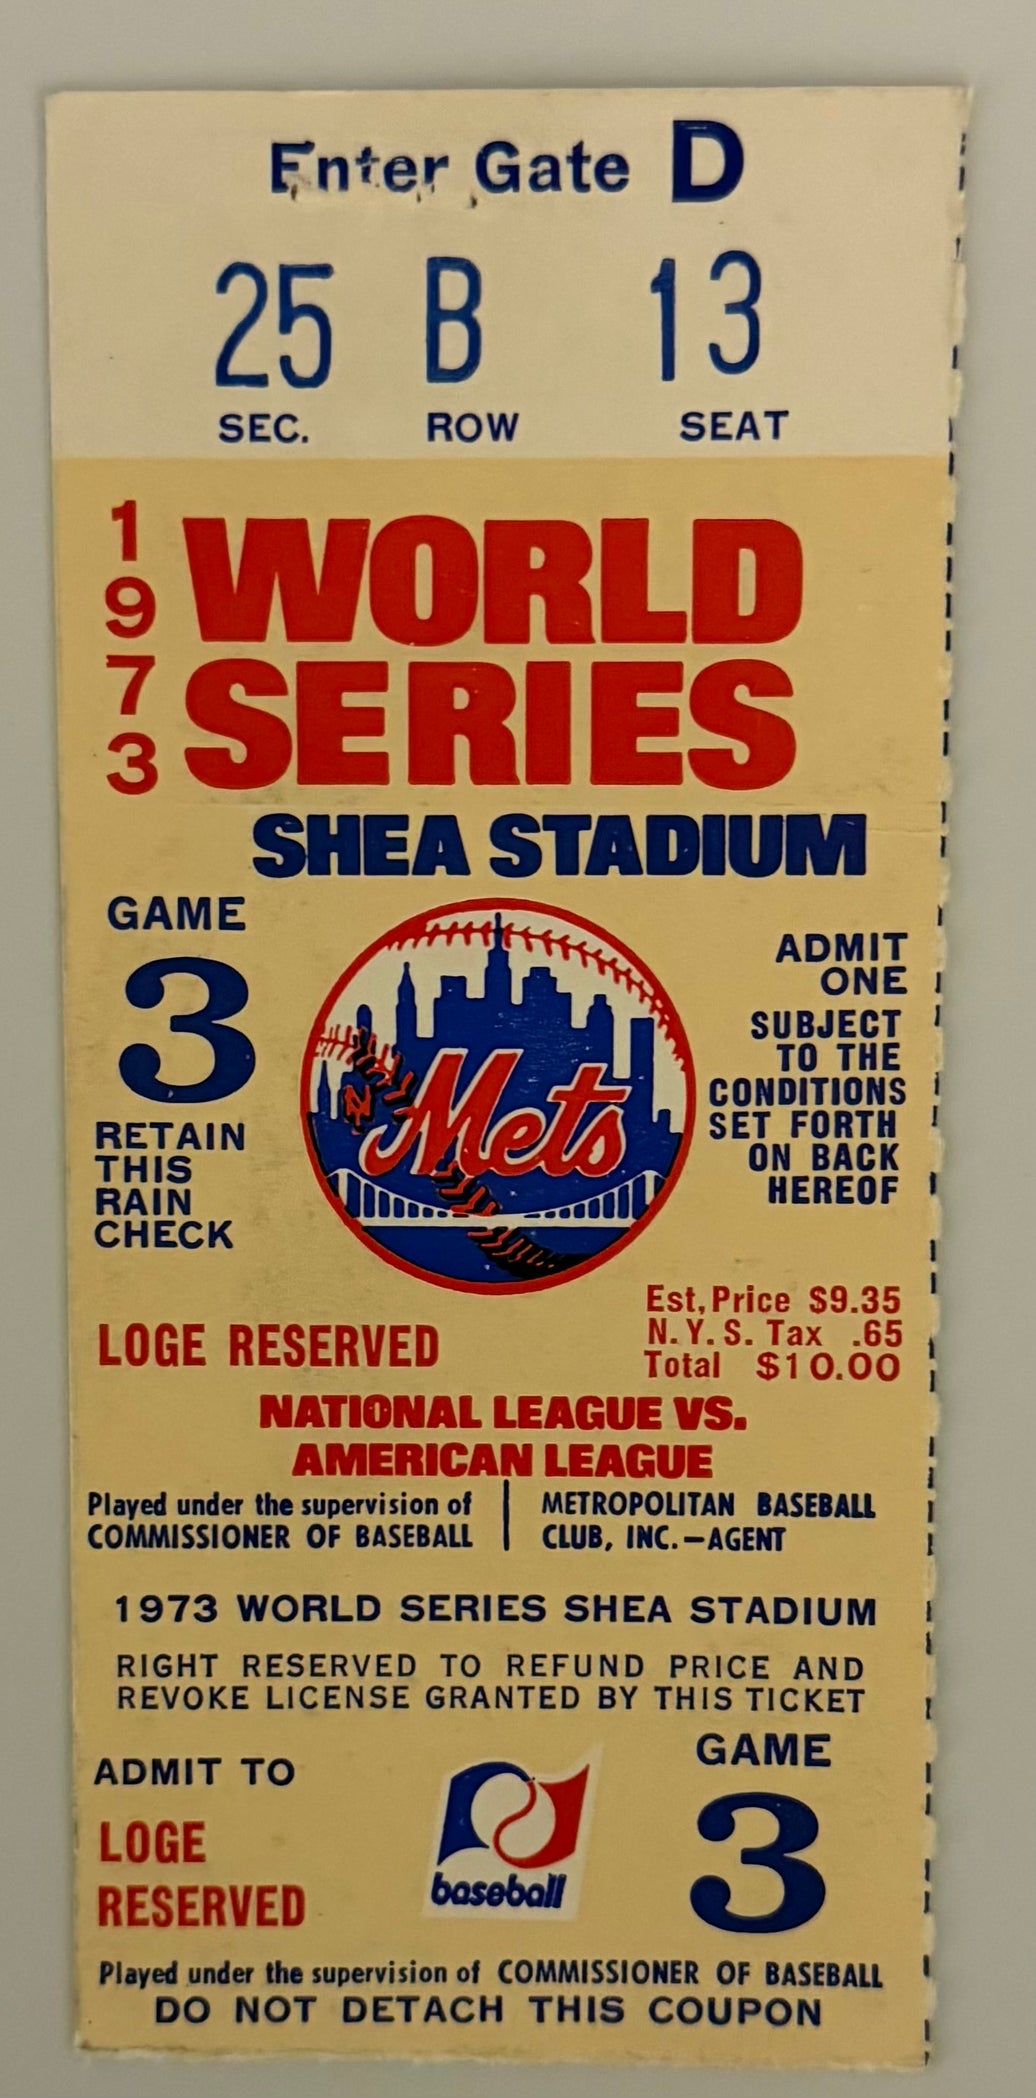 Enter Gate D
25 B 13
SEC. ROW SEAT
1973
WORLD
SERIES
SHEA STADIUM
GAME
3
RETAIN
THIS
RAIN
CHECK
NY
Mets
ADMIT
ONE
SUBJECT
TO THE
CONDITIONS
SET FORTH
ON BACK
HEREOF
LOGE RESERVED
Est, Price $9.35
N.Y.S. Tax .65
Total $10.00
NATIONAL LEAGUE VS.
AMERICAN LEAGUE
Played under the supervision of
COMMISSIONER OF BASEBALL
METROPOLITAN BASEBALL
CLUB, INC.—AGENT
1973 WORLD SERIES SHEA STADIUM
RIGHT RESERVED TO REFUND PRICE AND
REVOKE LICENSE GRANTED BY THIS TICKET
ADMIT TO
LOGE
RESERVED
baseball
GAME
3
Played under the supervision of COMMISSIONER OF BASEBALL
DO NOT DETACH THIS COUPON